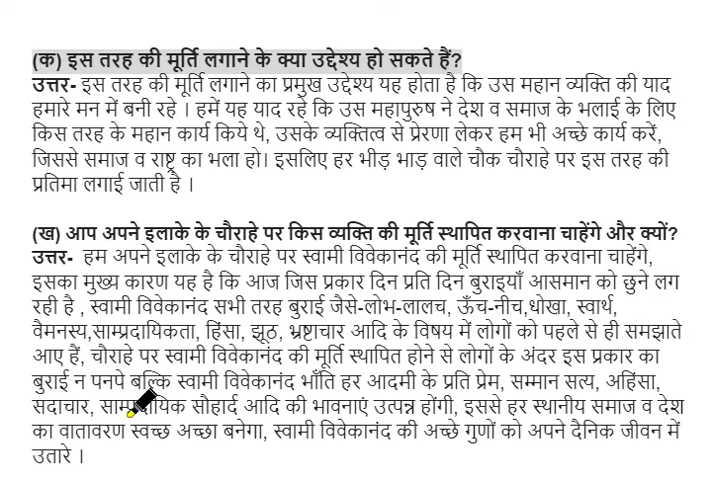 (क) इस तरह की मूर्ति लगाने के क्या उद्देश्य हो सकते हैं?
उत्तर- इस तरह की मूर्ति लगाने का प्रमुख उद्देश्य यह होता है कि उस महान व्यक्ति की याद
हमारे मन में बनी रहे । हमें यह याद रहे कि उस महापुरुष ने देश व समाज के भलाई के लिए
किस तरह के महान कार्य किये थे, उसके व्यक्तित्व से प्रेरणा लेकर हम भी अच्छे कार्य करें,
जिससे समाज व राष्ट्र का भला हो। इसलिए हर भीड़ भाड़ वाले चौक चौराहे पर इस तरह की
प्रतिमा लगाई जाती है ।
(ख) आप अपने इलाके के चौराहे पर किस व्यक्ति की मूर्ति स्थापित करवाना चाहेंगे और क्यों?
उत्तर- हम अपने इलाके के चौराहे पर स्वामी विवेकानंद की मूर्ति स्थापित करवाना चाहेंगे,
इसका मुख्य कारण यह है कि आज जिस प्रकार दिन प्रति दिन बुराइयाँ आसमान को छुने लग
रही है , स्वामी विवेकानंद सभी तरह बुराई जैसे-लोभ-लालच, ऊँच-नीच,धोखा, स्वार्थ,
वैमनस्य,साम्प्रदायिकता, हिंसा, झूठ, भ्रष्टाचार आदि के विषय में लोगों को पहले से ही समझाते
आए हैं, चौराहे पर स्वामी विवेकानंद की मूर्ति स्थापित होने से लोगों के अंदर इस प्रकार का
बुराई न पनपे बल्कि स्वामी विवेकानंद भाँति हर आदमी के प्रति प्रेम, सम्मान सत्य, अहिंसा,
सदाचार, साम्प्रदायिक सौहार्द आदि की भावनाएं उत्पन्न होंगी, इससे हर स्थानीय समाज व देश
का वातावरण स्वच्छ अच्छा बनेगा, स्वामी विवेकानंद की अच्छे गुणों को अपने दैनिक जीवन में
उतारे ।